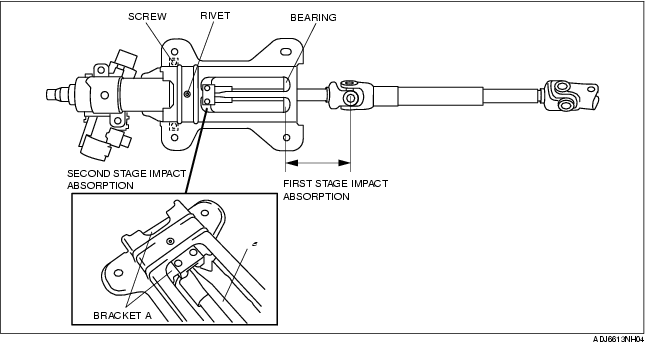 SCREW
RIVET
BEARING
SECOND STAGE IMPACT
ABSORPTION
FIRST STAGE IMPACT
ABSORPTION
BRACKET A
ADJ6613NH04